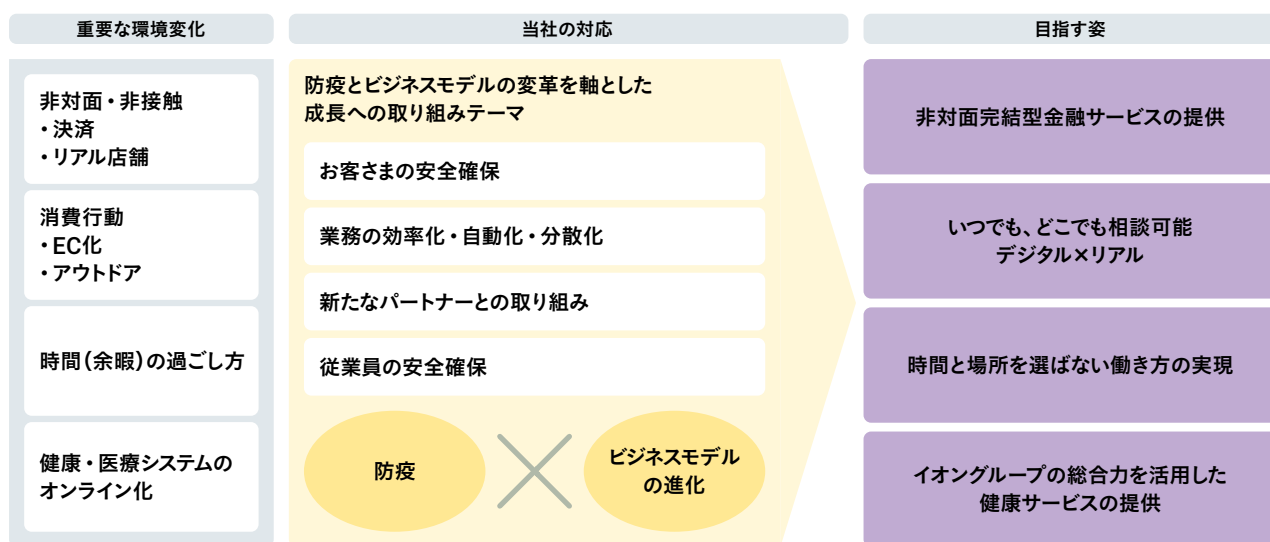 重要な環境変化
非対面・非接触
・決済
・リアル店舗
消費行動
・EC化
・アウトドア
時間(余暇)の過ごし方
健康・医療システムの
オンライン化
当社の対応
防疫とビジネスモデルの変革を軸とした
成長への取り組みテーマ
お客さまの安全確保
業務の効率化・自動化・分散化
新たなパートナーとの取り組み
従業員の安全確保
防疫
ビジネスモデル
の進化
目指す姿
非対面完結型金融サービスの提供
いつでも、どこでも相談可能
デジタル×リアル
時間と場所を選ばない働き方の実現
イオングループの総合力を活用した
健康サービスの提供